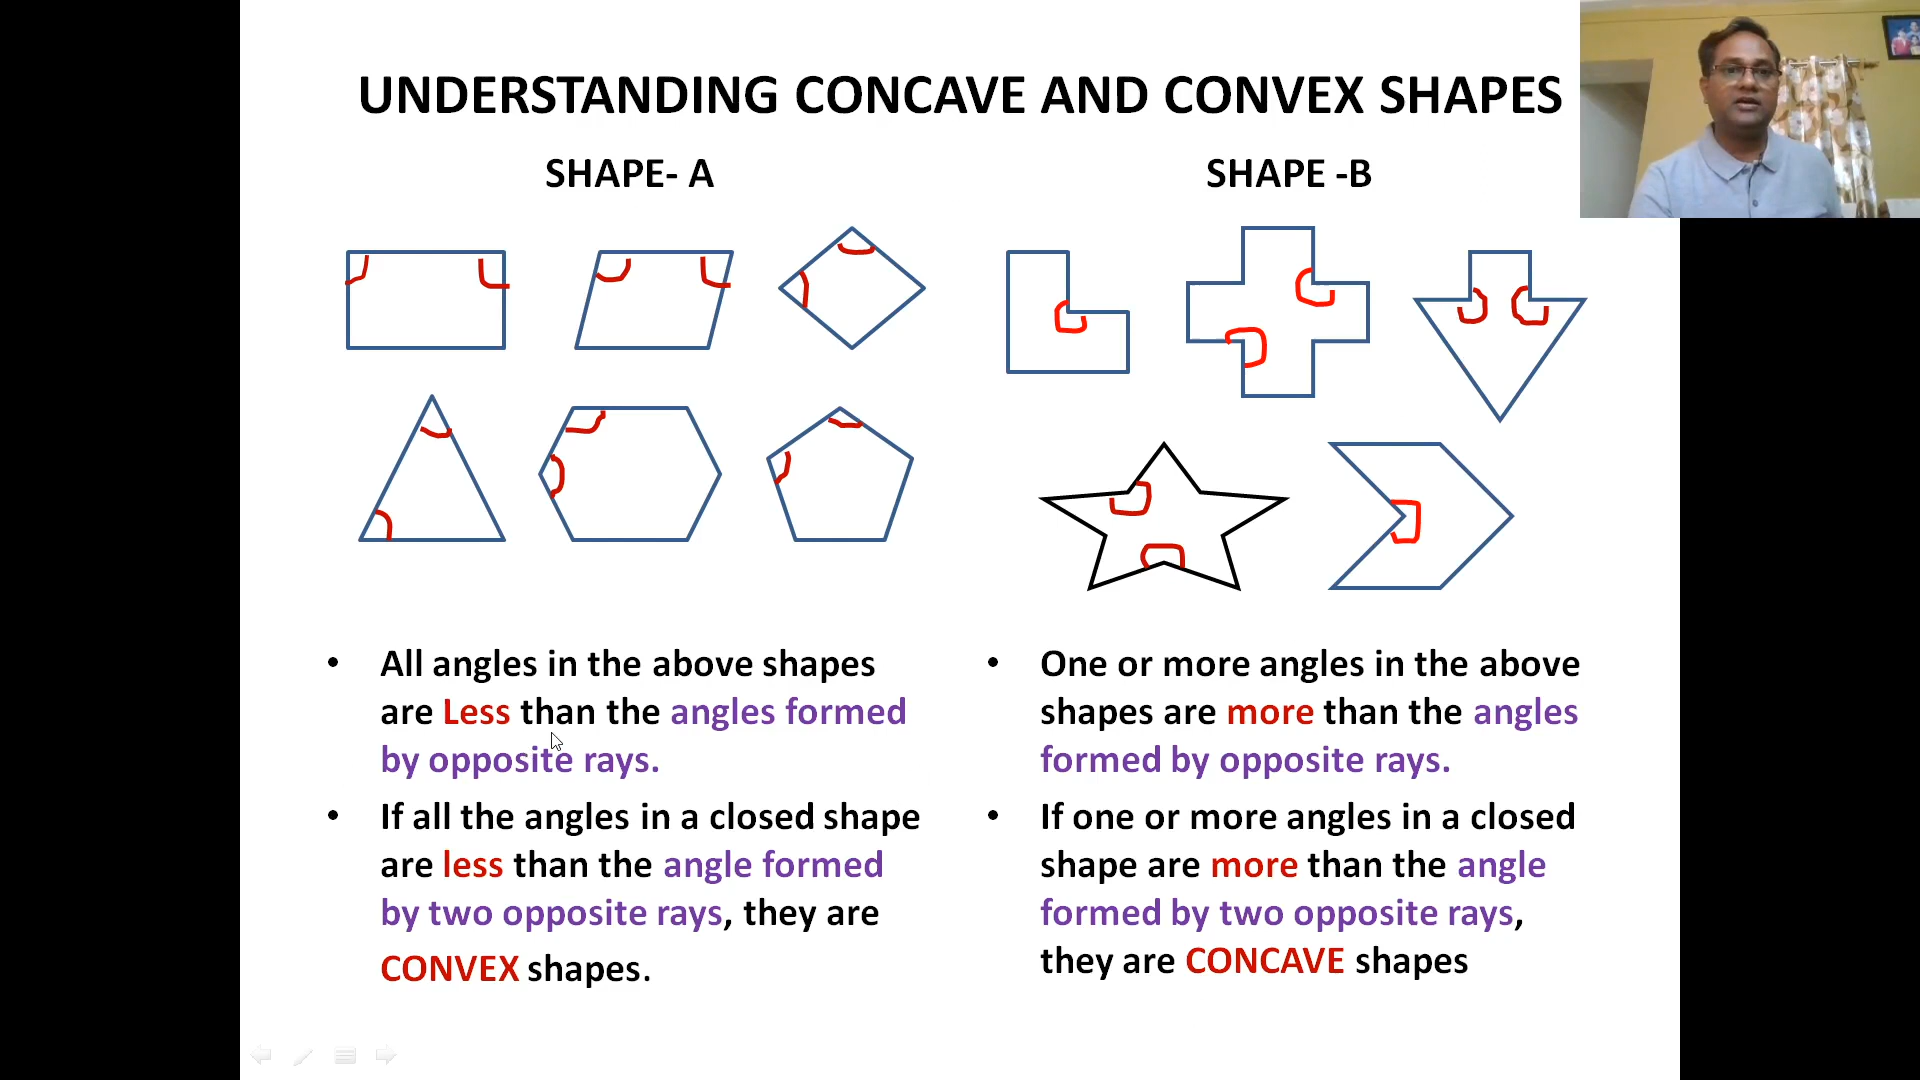 UNDERSTANDING CONCAVE AND CONVEX SHAPES
SHAPE- A
SHAPE -B
• All angles in the above shapes
are Less than the angles formed
by opposite rays.
• If all the angles in a closed shape
are less than the angle formed
by two opposite rays, they are
CONVEX shapes.
• One or more angles in the above
shapes are more than the angles
formed by opposite rays.
• If one or more angles in a closed
shape are more than the angle
formed by two opposite rays,
they are CONCAVE shapes